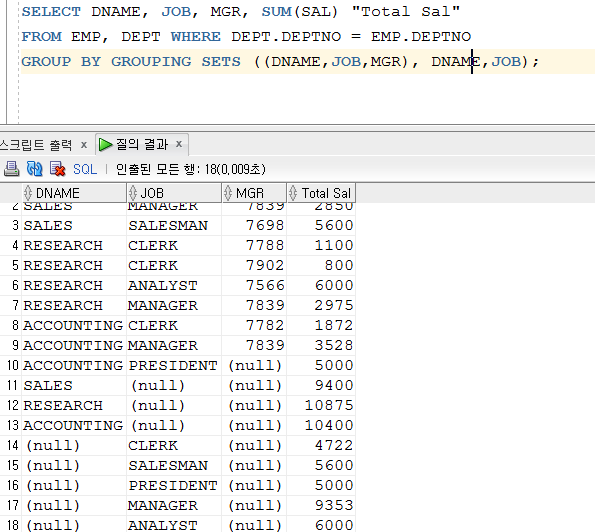 SELECT DNAME, JOB, MGR, SUM(SAL) "Total Sal"
FROM EMP, DEPT WHERE DEPT.DEPTNO = EMP.DEPTNO
GROUP BY GROUPING SETS ((DNAME,JOB,MGR), DNAME,JOB);
스크립트 출력 x 질의 결과 x
SQL | 인출된 모든 행: 18(0,009초)
DNAME JOB MGR Total Sal
2 SALES MANAGER 7839 2850
3 SALES SALESMAN 7698 5600
4 RESEARCH CLERK 7788 1100
5 RESEARCH CLERK 7902 800
6 RESEARCH ANALYST 7566 6000
7 RESEARCH MANAGER 7839 2975
8 ACCOUNTING CLERK 7782 1872
9 ACCOUNTING MANAGER 7839 3528
10 ACCOUNTING PRESIDENT (null) 5000
11 SALES (null) (null) 9400
12 RESEARCH (null) (null) 10875
13 ACCOUNTING (null) (null) 10400
14 (null) CLERK (null) 4722
15 (null) SALESMAN (null) 5600
16 (null) PRESIDENT (null) 5000
17 (null) MANAGER (null) 9353
18 (null) ANALYST (null) 6000